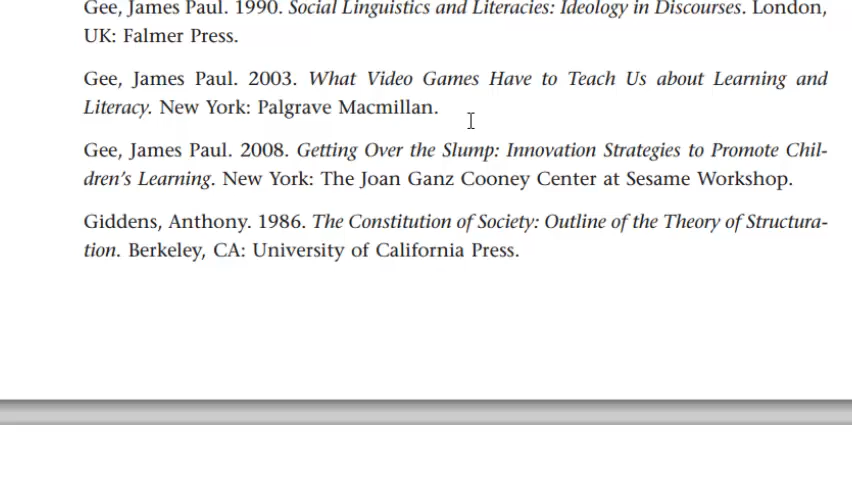 Gee, James Paul. 1990. Social Linguistics and Literacies: Ideology in Discourses. London,
UK: Falmer Press.
Gee, James Paul. 2003. What Video Games Have to Teach Us about Learning and
Literacy. New York: Palgrave Macmillan.
Gee, James Paul. 2008. Getting Over the Slump: Innovation Strategies to Promote Chil-
dren’s Learning. New York: The Joan Ganz Cooney Center at Sesame Workshop.
Giddens, Anthony. 1986. The Constitution of Society: Outline of the Theory of Structura-
tion. Berkeley, CA: University of California Press.